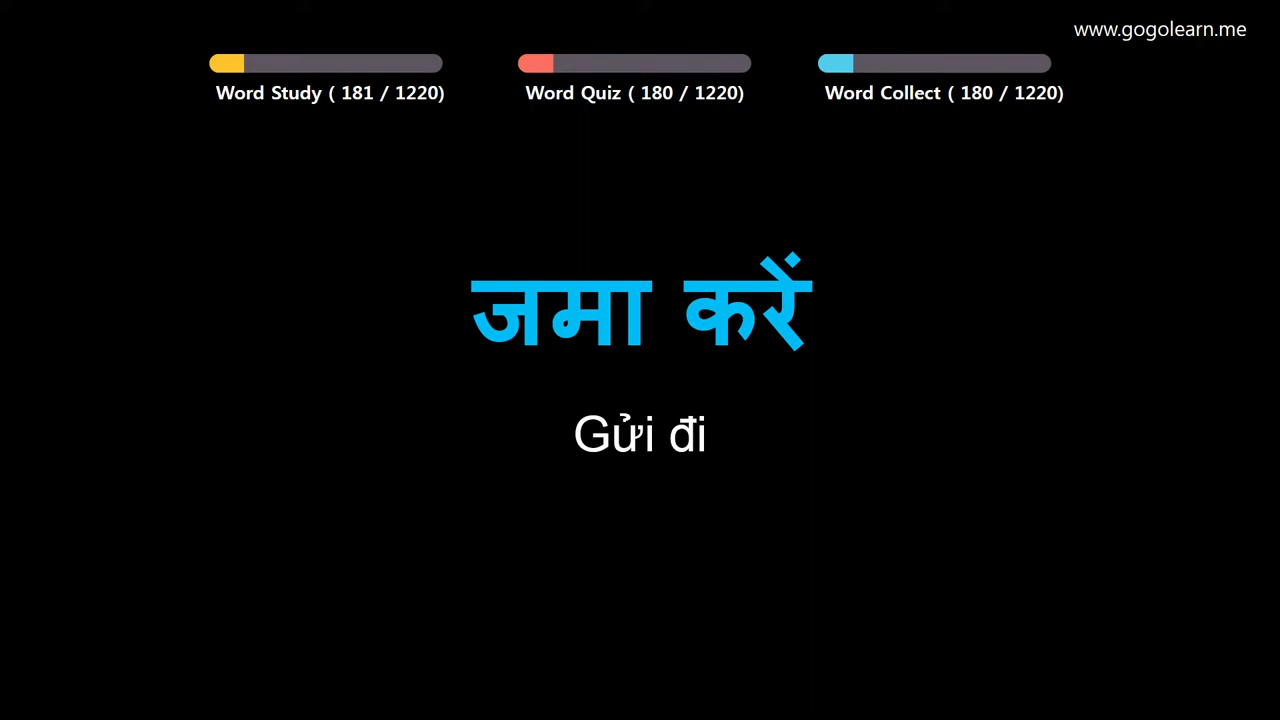 www.gogolearn.me
Word Study ( 181 / 1220)
Word Quiz ( 180 / 1220)
Word Collect ( 180 / 1220)
जमा करें
Gửi đi